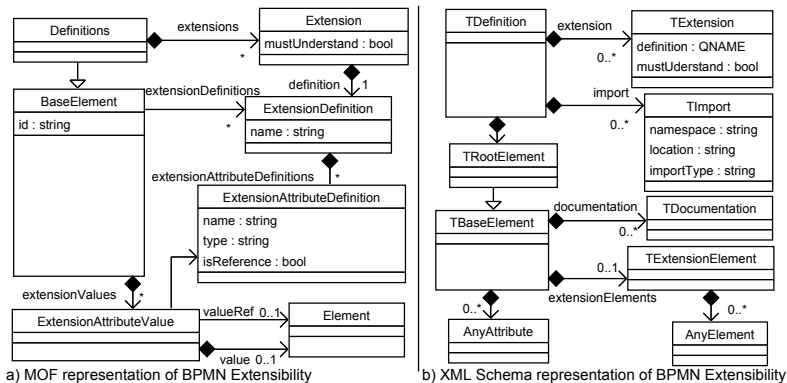 Definitions
extensions
*
Extension
mustUnderstand : bool
definition
1
BaseElement
id : string
extensionDefinitions
*
ExtensionDefinition
name : string
extensionAttributeDefinitions
*
ExtensionAttributeDefinition
name : string
type : string
isReference : bool
extensionValues
*
ExtensionAttributeValue
valueRef 0..1
value 0..1
Element
a) MOF representation of BPMN Extensibility
TDefinition
extension
0..*
TExtension
definition : QNAME
mustUderstand : bool
import
0..*
TImport
namespace : string
location : string
importType : string
TRootElement
TBaseElement
documentation
0..*
TDocumentation
0..1
extensionElements
TExtensionElement
0..*
AnyAttribute
0..*
AnyElement
b) XML Schema representation of BPMN Extensibility